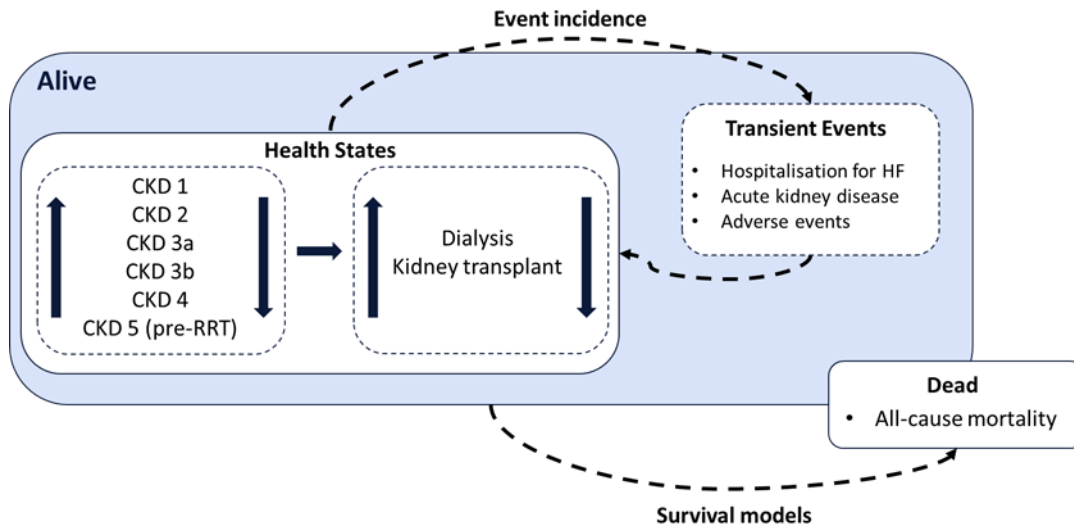 Event incidence
Alive
Health States
CKD 1
CKD 2
CKD 3a
CKD 3b
CKD 4
CKD 5 (pre-RRT)
Dialysis
Kidney transplant
Transient Events
• Hospitalisation for HF
• Acute kidney disease
• Adverse events
Dead
• All-cause mortality
Survival models